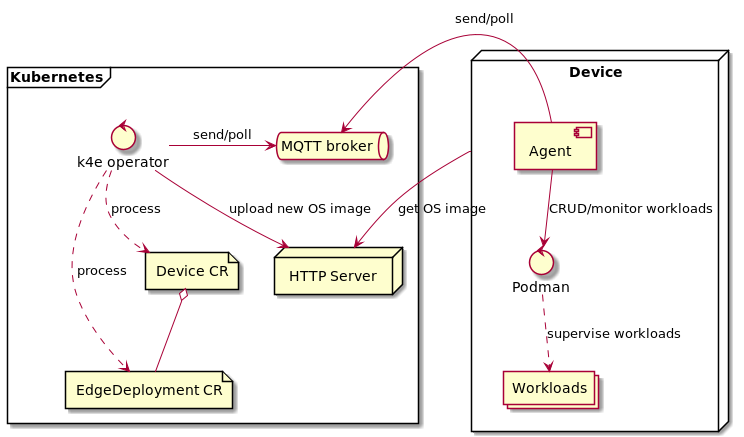 send/poll
Kubernetes
Device
send/poll
MQTT broker
Agent
k4e operator
process
upload new OS image
get OS image
CRUD/monitor workloads
process
Device CR
HTTP Server
Podman
supervise workloads
EdgeDeployment CR
Workloads